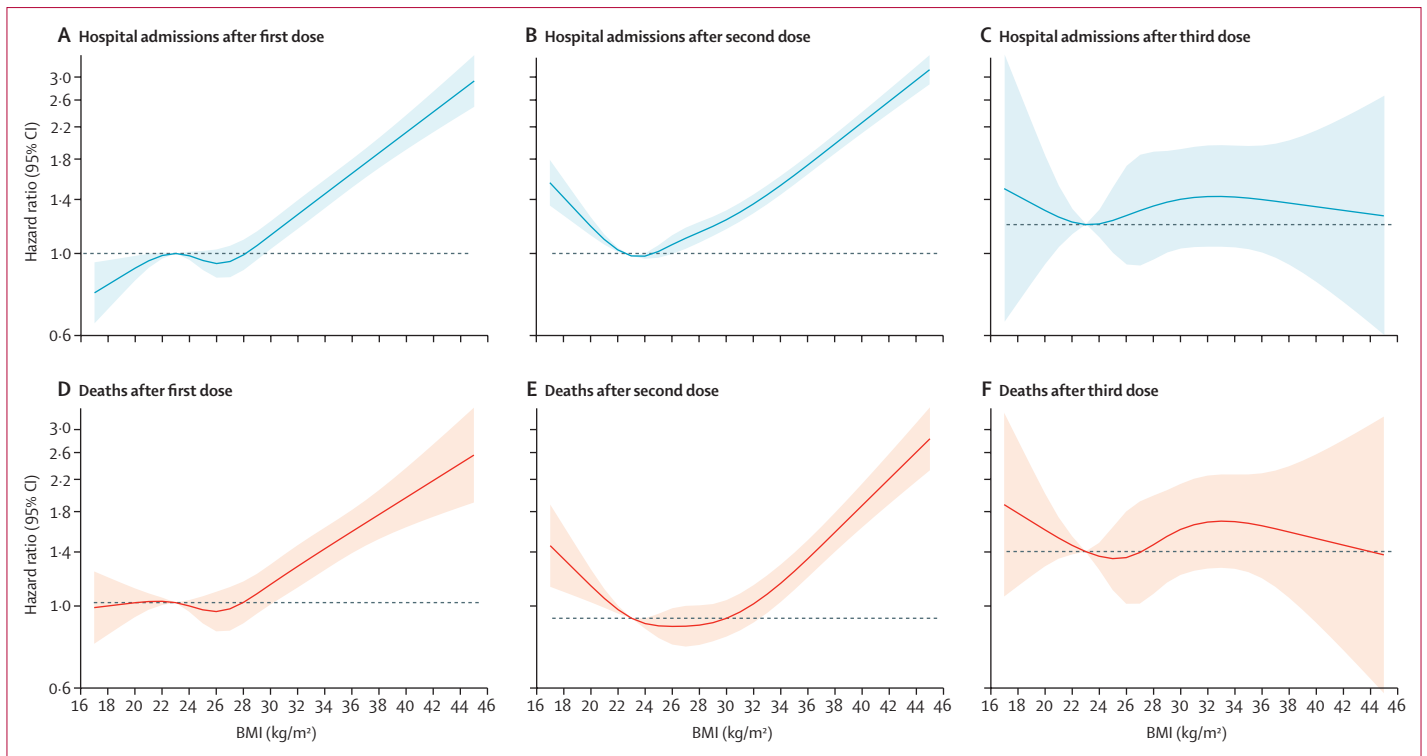 A Hospital admissions after first dose
B Hospital admissions after second dose
C Hospital admissions after third dose
Hazard ratio (95% CI)
3·0
2·6
2·2
1·8
1·4
1·0
0·6
D Deaths after first dose
E Deaths after second dose
F Deaths after third dose
Hazard ratio (95% CI)
3·0
2·6
2·2
1·8
1·4
1·0
0·6
16 18 20 22 24 26 28 30 32 34 36 38 40 42 44 46
16 18 20 22 24 26 28 30 32 34 36 38 40 42 44 46
16 18 20 22 24 26 28 30 32 34 36 38 40 42 44 46
BMI (kg/m²)
BMI (kg/m²)
BMI (kg/m²)